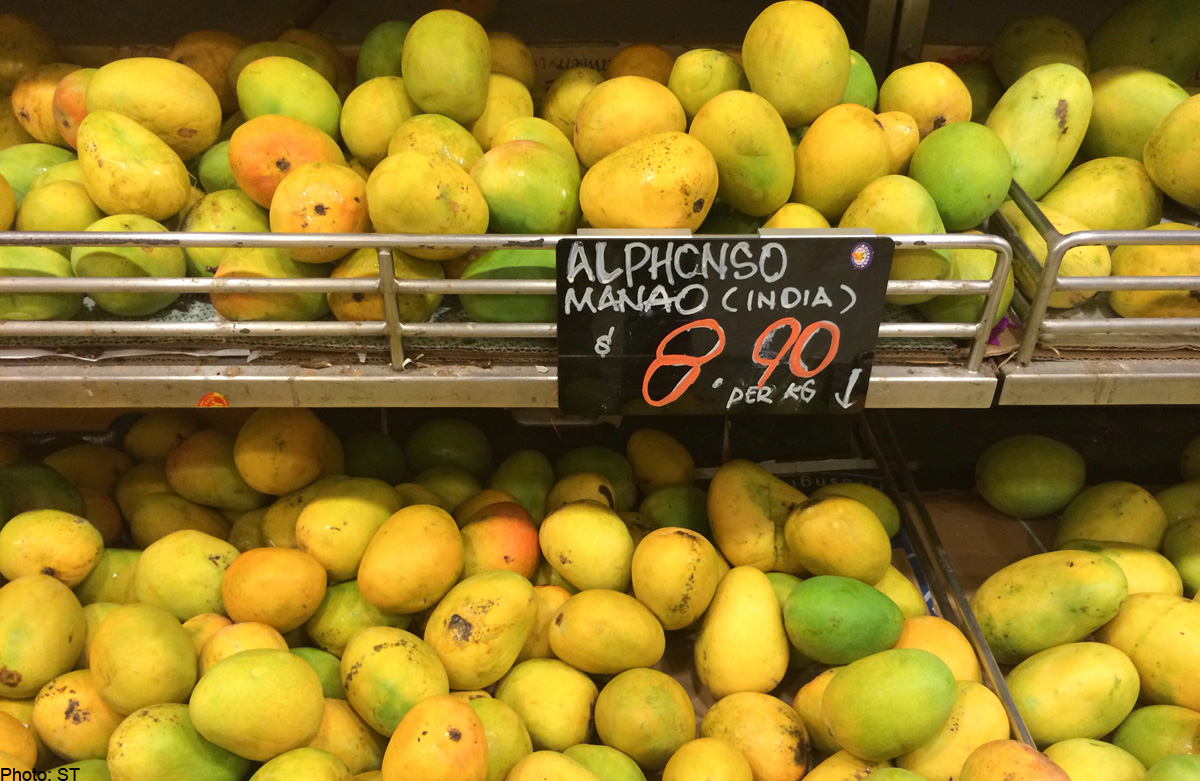 ALPHONSO
MANAO (INDIA)
$ 8.90
PER KG ↓
Photo: ST